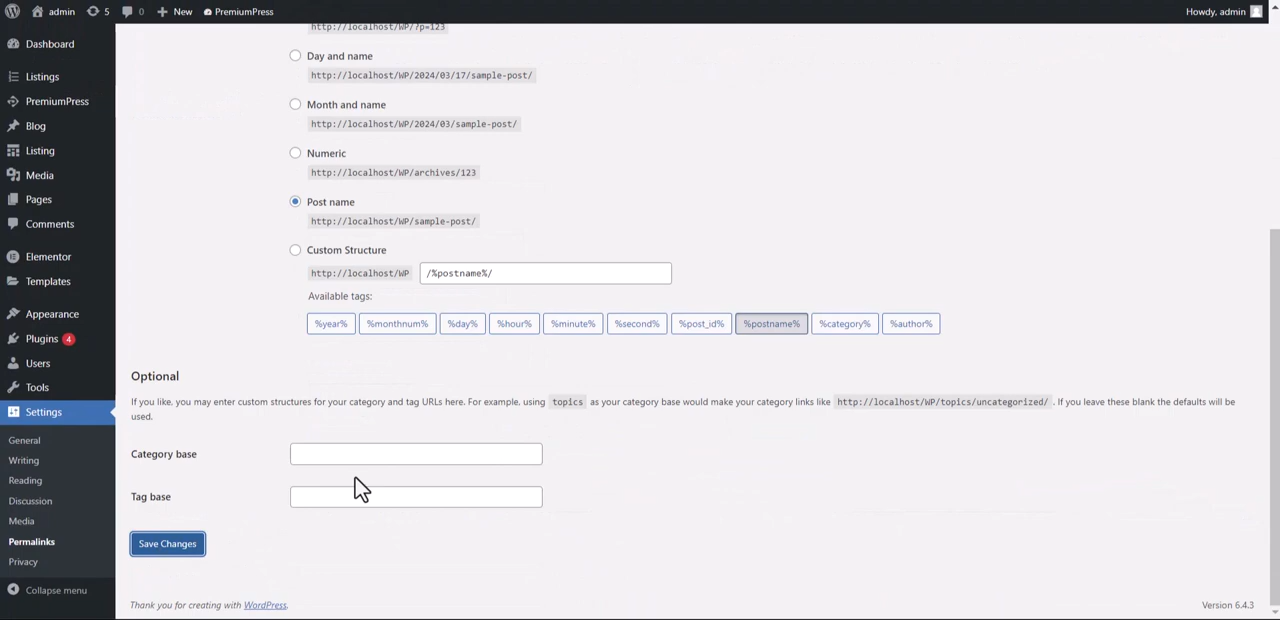 admin 5 0 New PremiumPress Howdy, admin
Dashboard
Listings
PremiumPress
Blog
Listing
Media
Pages
Comments
Elementor
Templates
Appearance
Plugins 4
Users
Tools
Settings
General
Writing
Reading
Discussion
Media
Permalinks
Privacy
Collapse menu
http://localhost/WP/?p=123
Day and name
http://localhost/WP/2024/03/17/sample-post/
Month and name
http://localhost/WP/2024/03/sample-post/
Numeric
http://localhost/WP/archives/123
Post name
http://localhost/WP/sample-post/
Custom Structure
http://localhost/WP /%postname%/
Available tags:
%year% %monthnum% %day% %hour% %minute% %second% %post_id% %postname% %category% %author%
Optional
If you like, you may enter custom structures for your category and tag URLs here. For example, using topics as your category base would make your category links like http://localhost/WP/topics/uncategorized/ . If you leave these blank the defaults will be
used.
Category base
Tag base
Save Changes
Thank you for creating with WordPress. Version 6.4.3